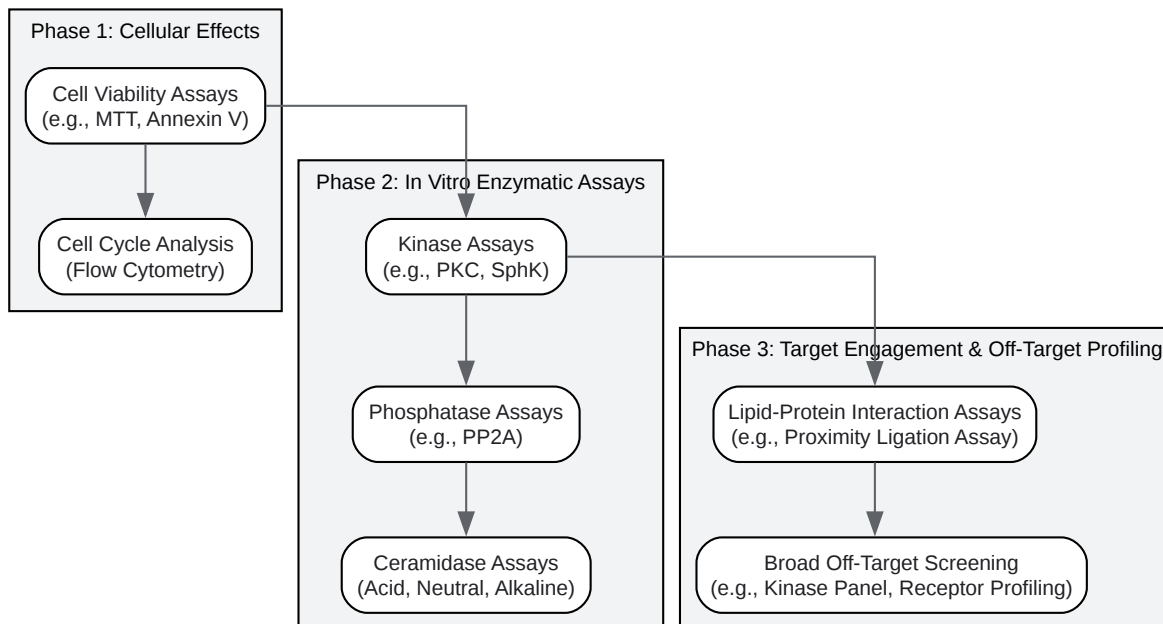 Phase 1: Cellular Effects
Cell Viability Assays
(e.g., MTT, Annexin V)
Cell Cycle Analysis
(Flow Cytometry)
Phase 2: In Vitro Enzymatic Assays
Kinase Assays
(e.g., PKC, SphK)
Phosphatase Assays
(e.g., PP2A)
Ceramidase Assays
(Acid, Neutral, Alkaline)
Phase 3: Target Engagement & Off-Target Profiling
Lipid-Protein Interaction Assays
(e.g., Proximity Ligation Assay)
Broad Off-Target Screening
(e.g., Kinase Panel, Receptor Profiling)